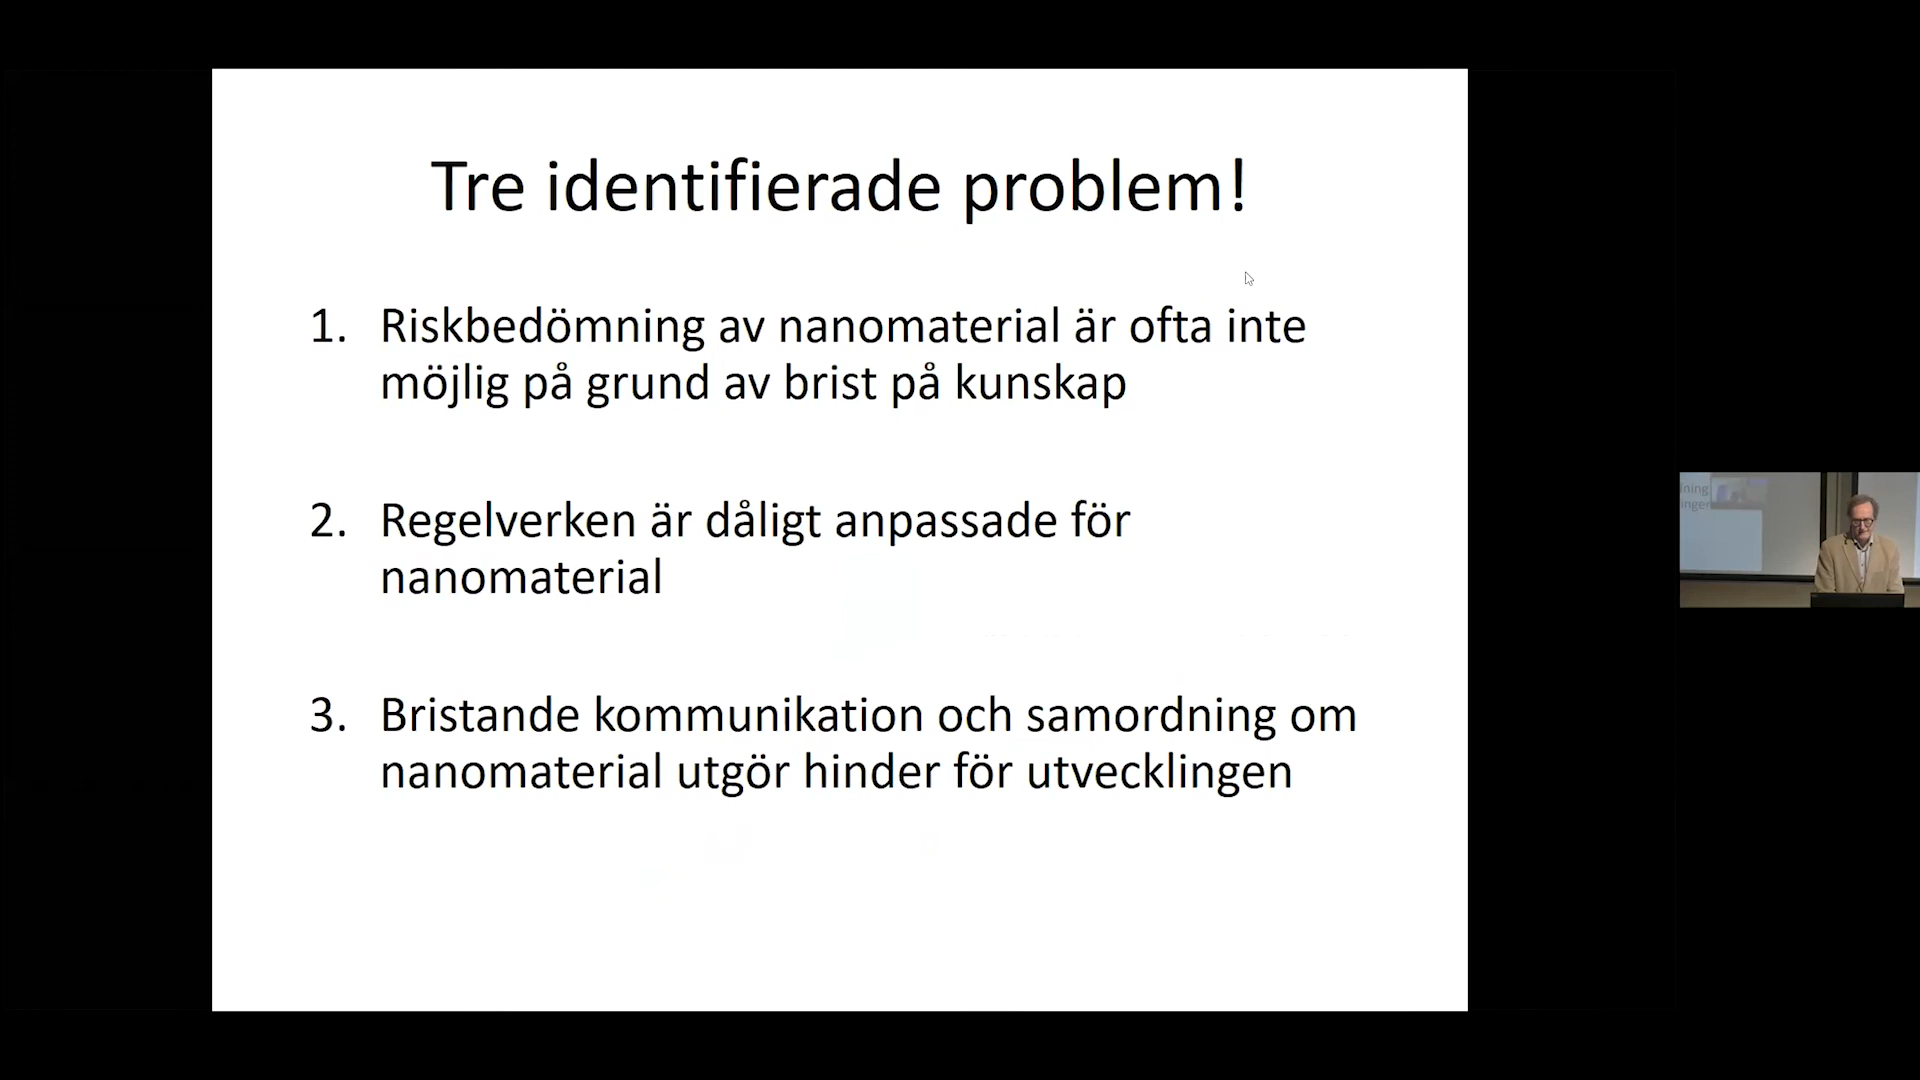 Tre identifierade problem!
1. Riskbedömning av nanomaterial är ofta inte
möjlig på grund av brist på kunskap
2. Regelverken är dåligt anpassade för
nanomaterial
3. Bristande kommunikation och samordning om
nanomaterial utgör hinder för utvecklingen